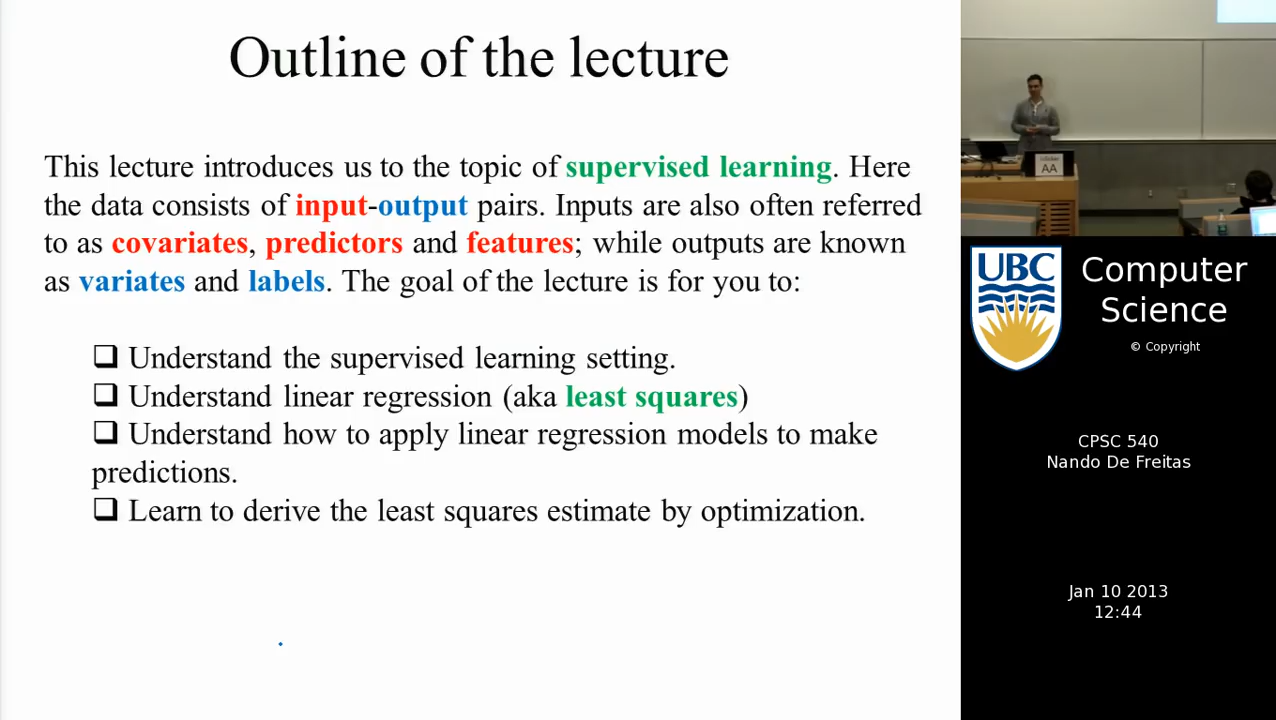 Outline of the lecture
This lecture introduces us to the topic of supervised learning. Here
the data consists of input-output pairs. Inputs are also often referred
to as covariates, predictors and features; while outputs are known
as variates and labels. The goal of the lecture is for you to:
❑ Understand the supervised learning setting.
❑ Understand linear regression (aka least squares)
❑ Understand how to apply linear regression models to make
predictions.
❑ Learn to derive the least squares estimate by optimization.
AA
UBC
Computer
Science
© Copyright
CPSC 540
Nando De Freitas
Jan 10 2013
12:44